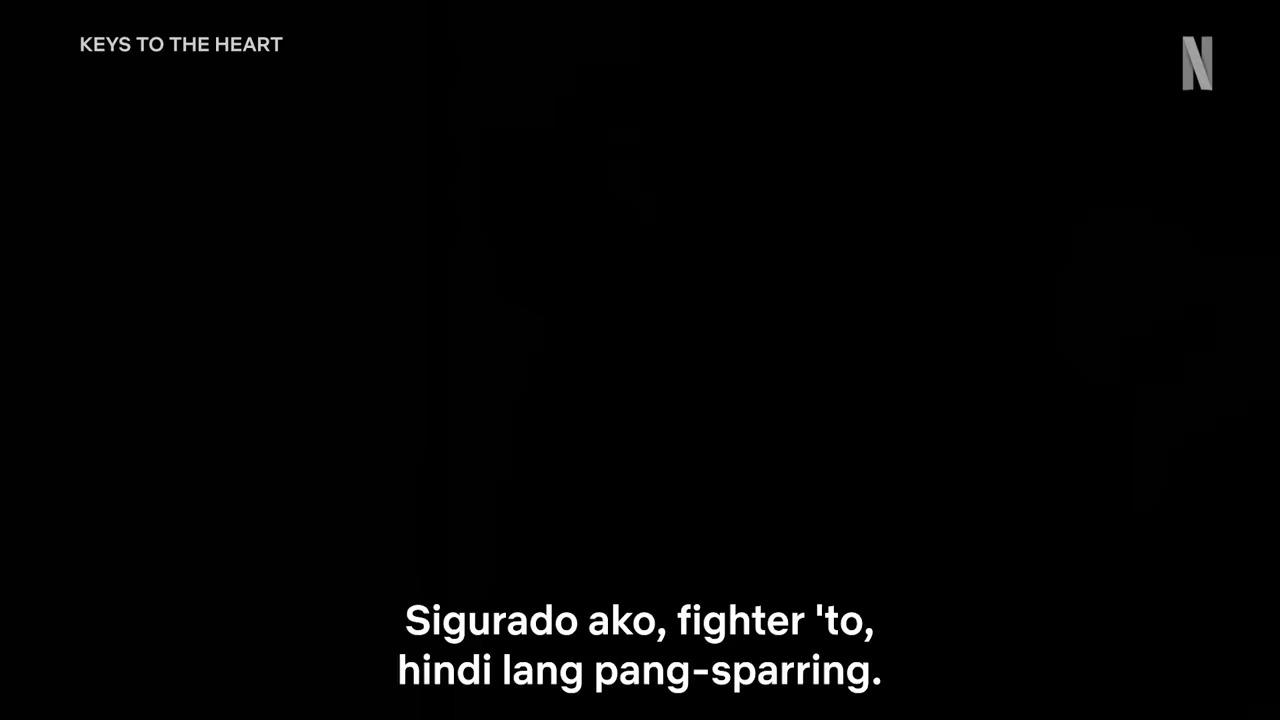 KEYS TO THE HEART
N
Sigurado ako, fighter 'to,
hindi lang pang-sparring.